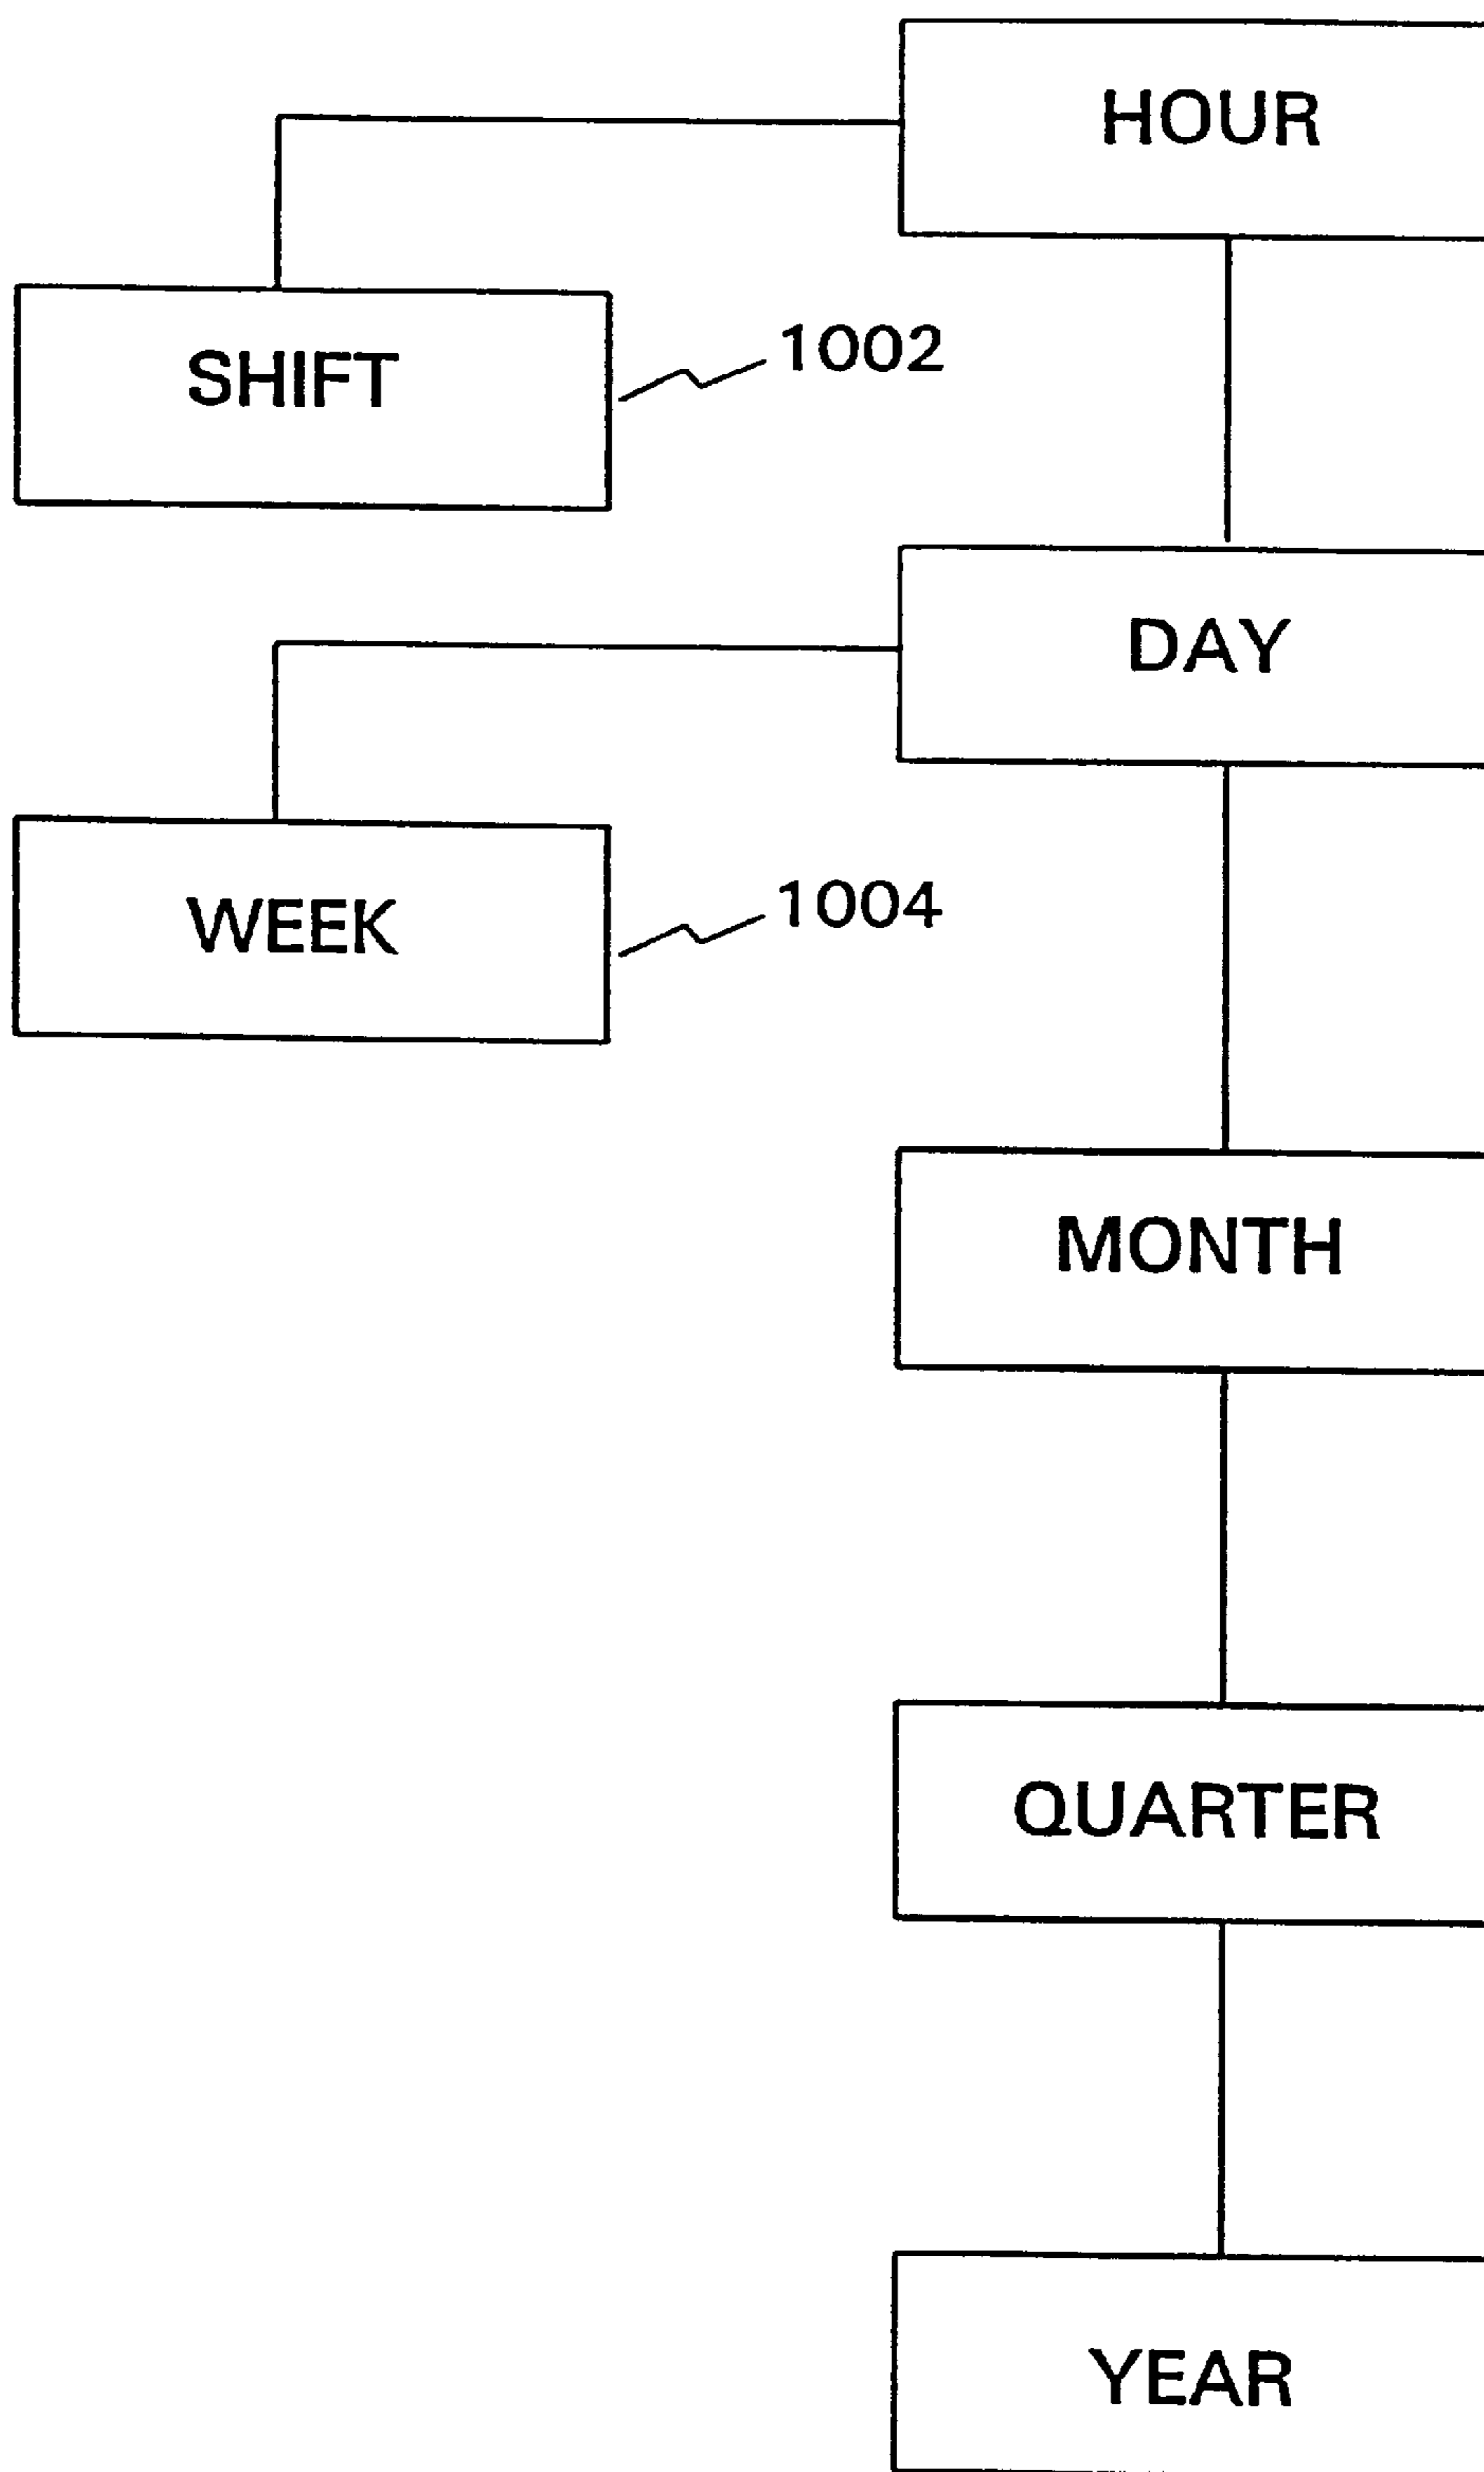 HOUR
SHIFT
1002
DAY
WEEK
1004
MONTH
QUARTER
YEAR